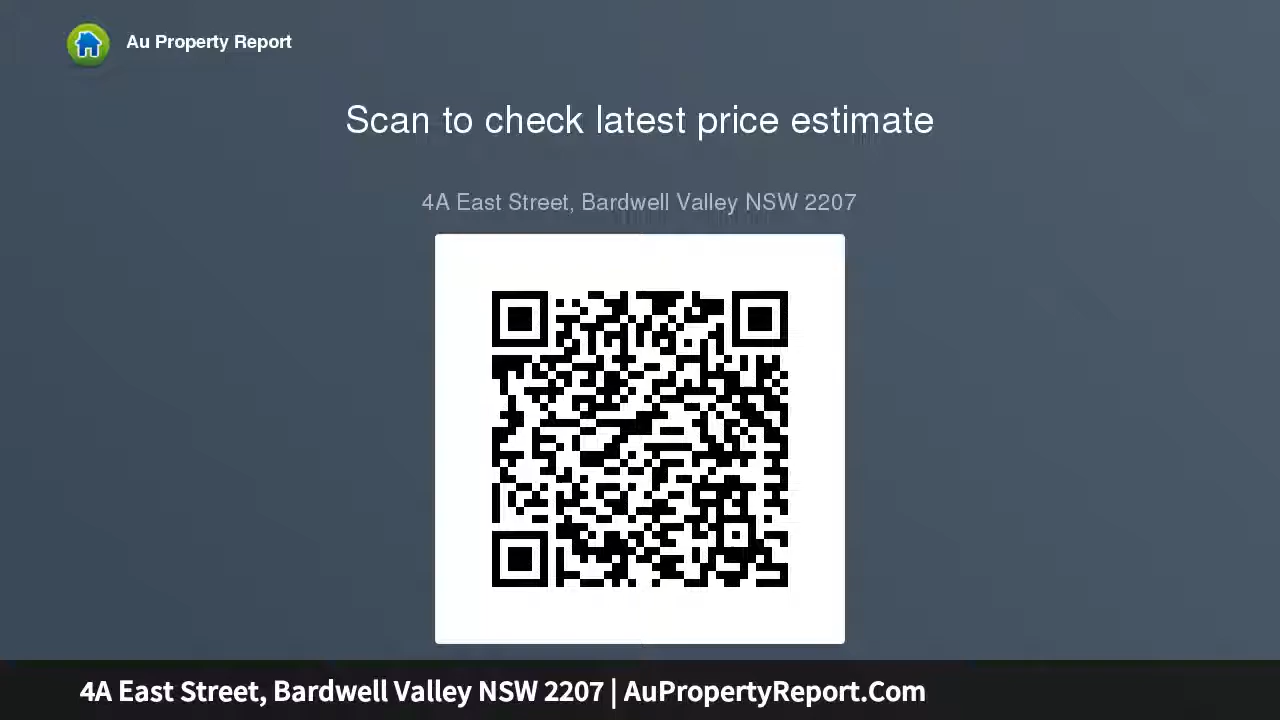 Au Property Report
Scan to check latest price estimate
4A East Street, Bardwell Valley NSW 2207
4A East Street, Bardwell Valley NSW 2207 | AuPropertyReport.Com